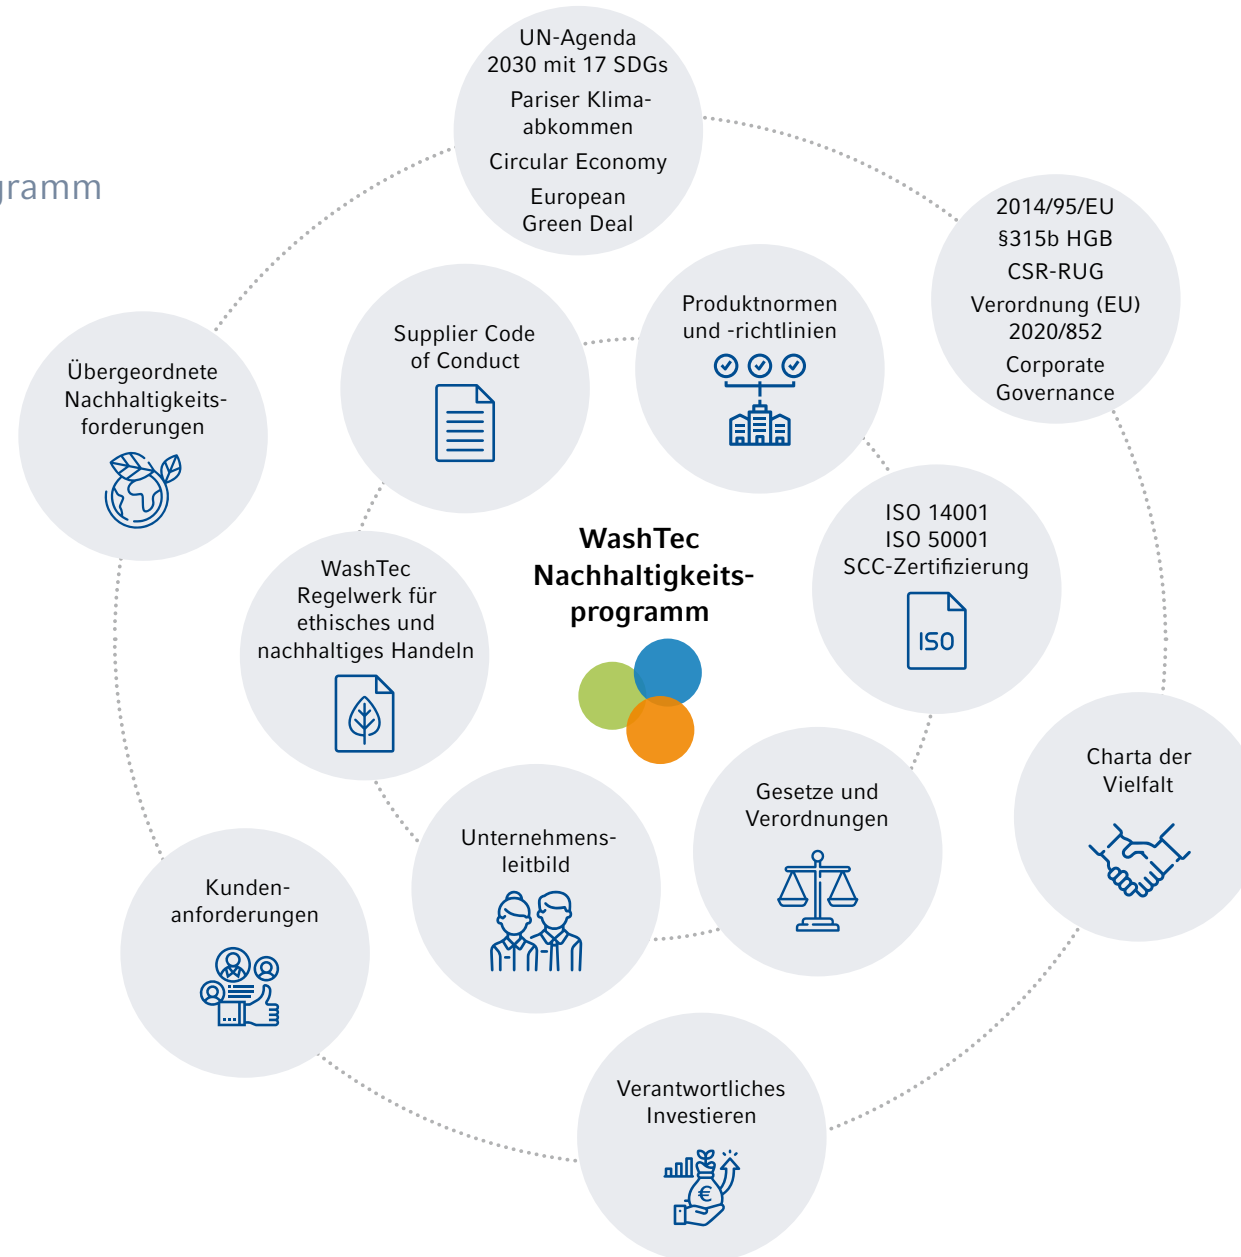 UN-Agenda
2030 mit 17 SDGs
Pariser Klima-
abkommen
Circular Economy
European
Green Deal
gramm
2014/95/EU
§315b HGB
CSR-RUG
Verordnung (EU)
2020/852
Corporate
Governance
Produktnormen
und -richtlinien
Supplier Code
of Conduct
Übergeordnete
Nachhaltigkeits-
forderungen
ISO 14001
ISO 50001
SCC-Zertifizierung
ISO
WashTec
Nachhaltigkeits-
programm
WashTec
Regelwerk für
ethisches und
nachhaltiges Handeln
Charta der
Vielfalt
Gesetze und
Verordnungen
Unternehmens-
leitbild
Kunden-
anforderungen
Verantwortliches
Investieren
€